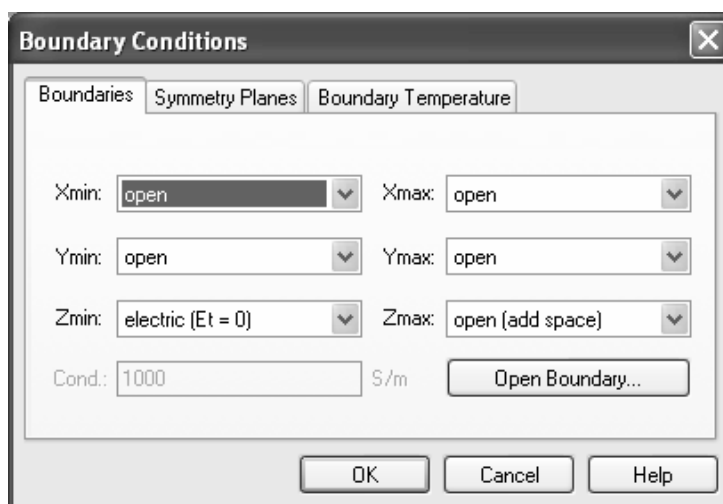 Boundary Conditions
Boundaries Symmetry Planes Boundary Temperature
Xmin: open Xmax: open
Ymin: open Ymax: open
Zmin: electric (Et = 0) Zmax: open (add space)
Cond.: 1000 S/m Open Boundary...
OK Cancel Help